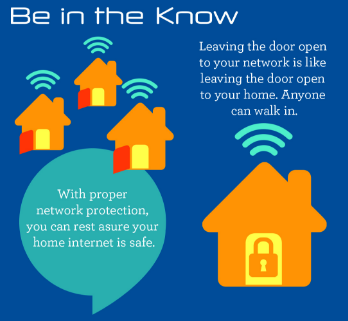 Be in the Know
Leaving the door open
to your network is like
leaving the door open
to your home. Anyone
can walk in.
With proper
network protection,
you can rest asure your
home internet is safe.